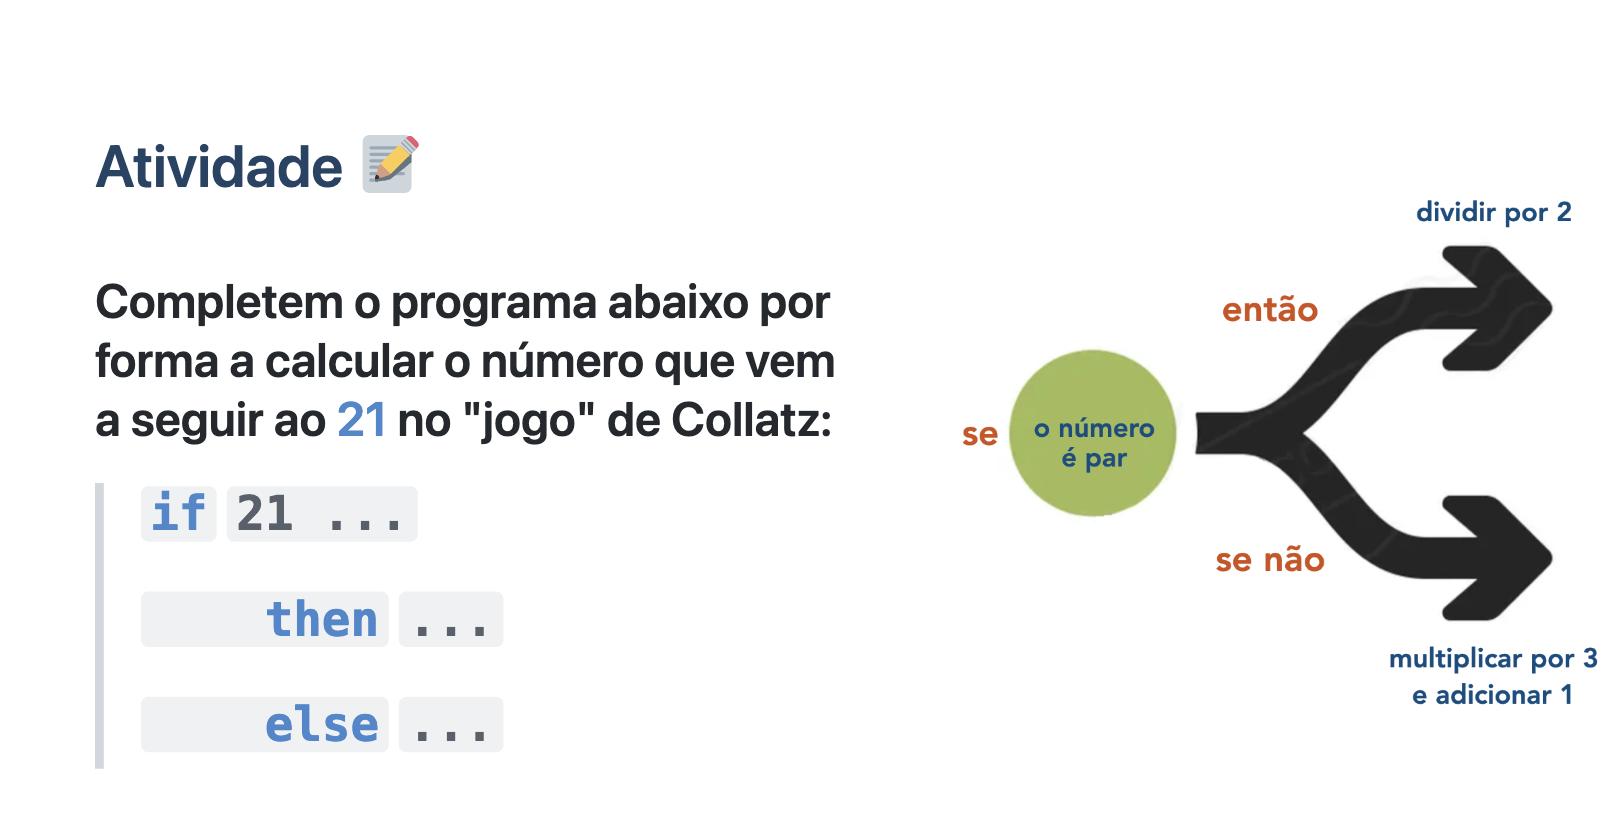 Atividade 📝
Completem o programa abaixo por
forma a calcular o número que vem
a seguir ao 21 no "jogo" de Collatz:
if 21 ...
then ...
else ...
dividir por 2
então
se
o número
é par
se não
multiplicar por 3
e adicionar 1